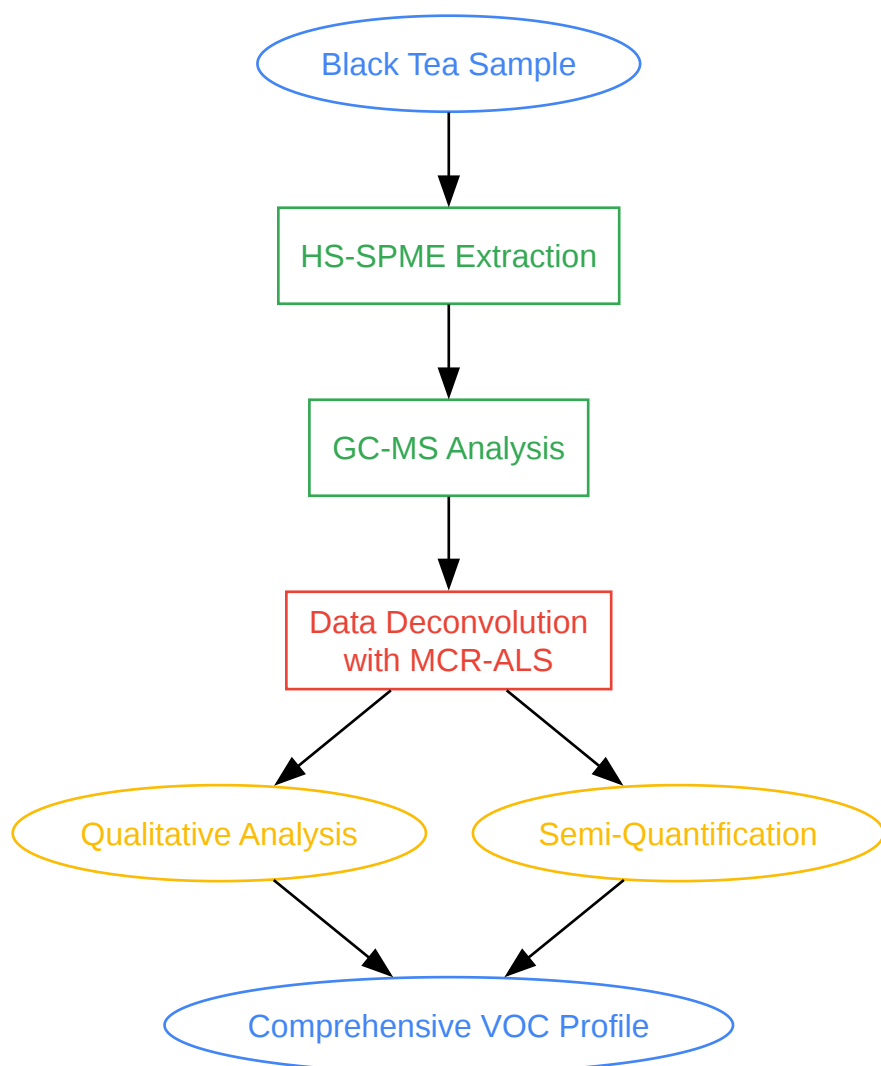 Black Tea Sample
HS-SPME Extraction
GC-MS Analysis
Data Deconvolution
with MCR-ALS
Qualitative Analysis
Semi-Quantification
Comprehensive VOC Profile